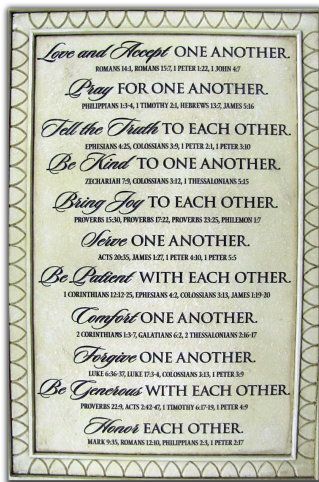 Love and Accept ONE ANOTHER.
ROMANS 14:1, ROMANS 15:7, 1 PETER 1:22, 1 JOHN 4:7
Pray FOR ONE ANOTHER.
PHILIPPIANS 1:3-4, 1 TIMOTHY 2:1, HEBREWS 13:7, JAMES 5:16
Tell the Truth TO EACH OTHER.
EPHESIANS 4:25, COLOSSIANS 3:9, 1 PETER 2:1, 1 PETER 3:10
Be Kind TO ONE ANOTHER.
ZECHARIAH 7:9, COLOSSIANS 3:12, 1 THESSALONIANS 5:15
Bring Joy TO EACH OTHER.
PROVERBS 15:30, PROVERBS 17:22, PROVERBS 23:25, PHILEMON 1:7
Serve ONE ANOTHER.
ACTS 20:35, JAMES 1:27, 1 PETER 4:10, 1 PETER 5:5
Be Patient WITH EACH OTHER.
1 CORINTHIANS 12:12-25, EPHESIANS 4:2, COLOSSIANS 3:13, JAMES 1:19-20
Comfort ONE ANOTHER.
2 CORINTHIANS 1:3-7, GALATIANS 6:2, 2 THESSALONIANS 2:16-17
Forgive ONE ANOTHER.
LUKE 6:36-37, LUKE 17:3-4, COLOSSIANS 3:13, 1 PETER 3:9
Be Generous WITH EACH OTHER.
PROVERBS 22:9, ACTS 2:42-47, 1 TIMOTHY 6:17-19, 1 PETER 4:9
Honor EACH OTHER.
MARK 9:35, ROMANS 12:10, PHILIPPIANS 2:3, 1 PETER 2:17